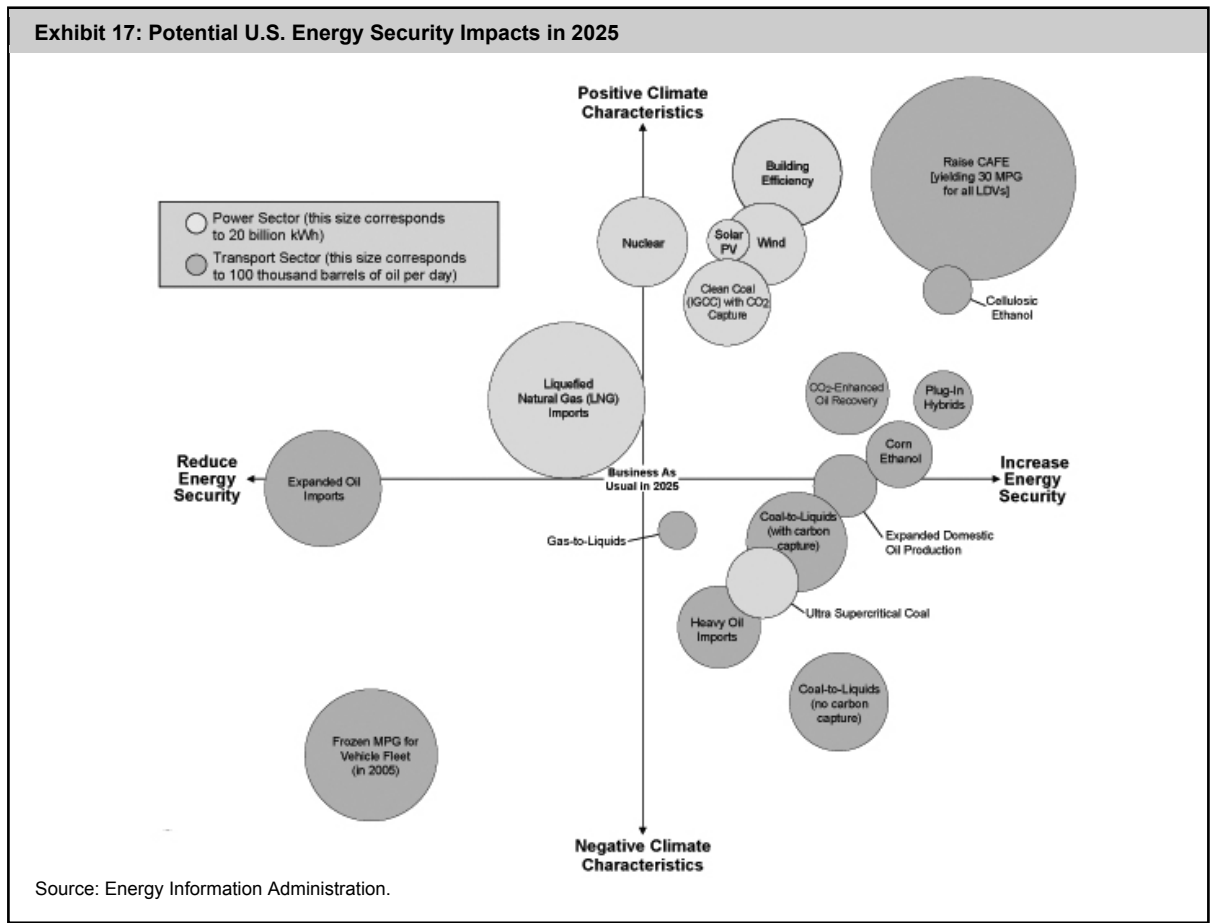 Exhibit 17: Potential U.S. Energy Security Impacts in 2025
Positive Climate
Characteristics
Power Sector (this size corresponds
to 20 billion kWh)
Transport Sector (this size corresponds
to 100 thousand barrels of oil per day)
Building
Efficiency
Raise CAFE
[yielding 30 MPG
for all LDVs]
Nuclear
Solar
PV
Wind
Clean Coal
(IGCC) with CO2
Capture
Cellulosic
Ethanol
Liquefied
Natural Gas (LNG)
Imports
CO2-Enhanced
Oil Recovery
Plug-In
Hybrids
Corn
Ethanol
Reduce
Energy
Security
Expanded Oil
Imports
Business As
Usual in 2025
Increase
Energy
Security
Gas-to-Liquids
Coal-to-Liquids
(with carbon
capture)
Expanded Domestic
Oil Production
Ultra Supercritical Coal
Heavy Oil
Imports
Coal-to-Liquids
(no carbon
capture)
Frozen MPG for
Vehicle Fleet
(in 2005)
Negative Climate
Characteristics
Source: Energy Information Administration.